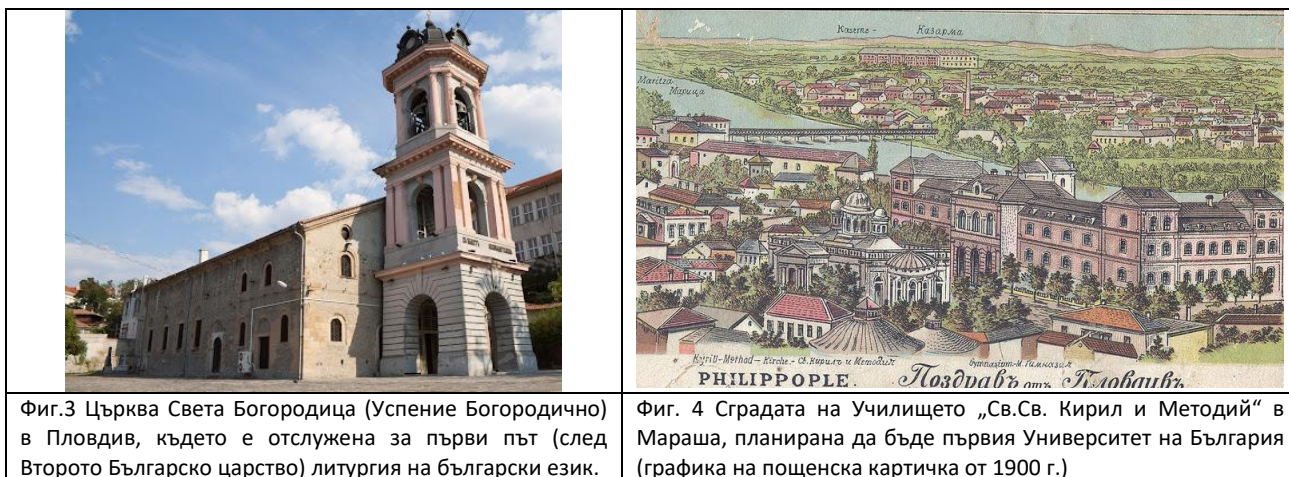 Kaserne - Казарма
Maritza
Марица
Kyrill-Method-Kirche.- Св. Кирилъ и Методий
Gymnasium-М. Гимназия
PHILIPPOPLE. Поздравъ отъ Пловдивъ
Фиг.3 Църква Света Богородица (Успение Богородично)
в Пловдив, където е отслужена за първи път (след
Второто Българско царство) литургия на български език.
Фиг. 4 Сградата на Училището „Св.Св. Кирил и Методий“ в
Мараша, планирана да бъде първия Университет на България
(графика на пощенска картичка от 1900 г.)